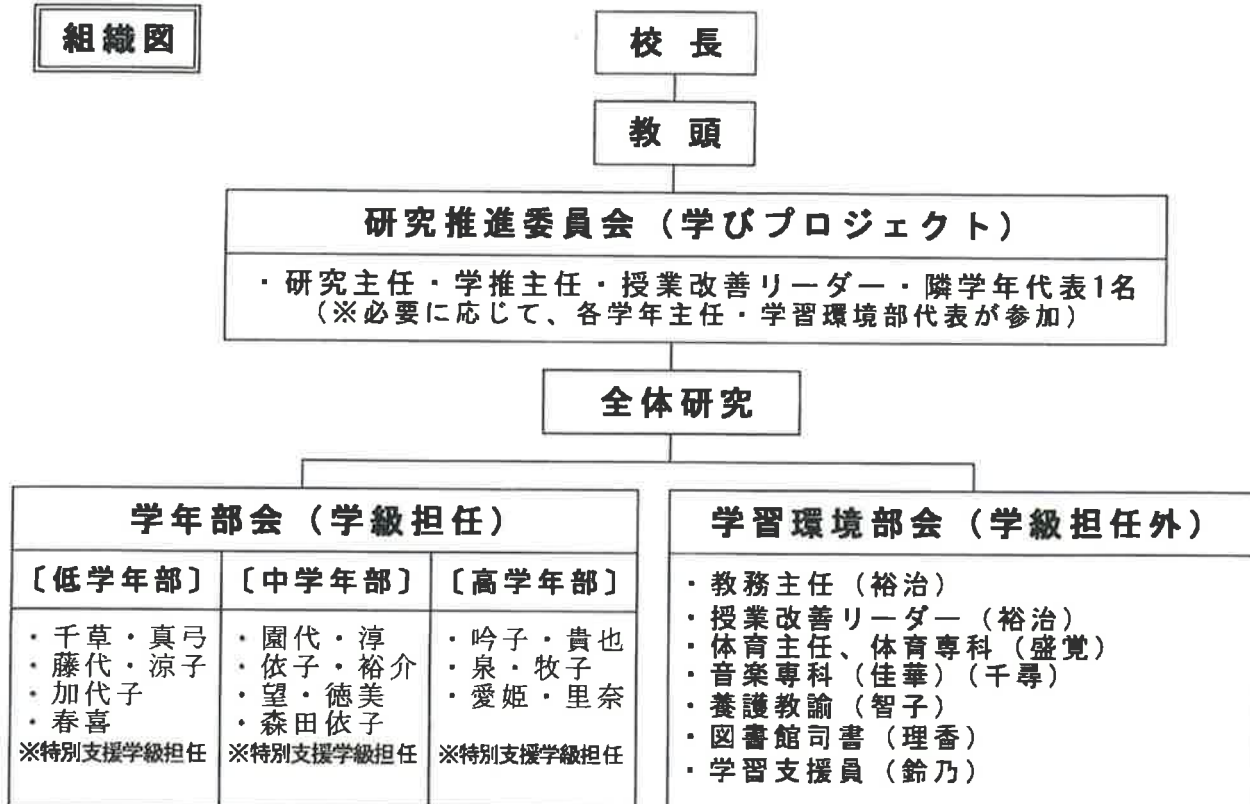 組織図
校長
教頭
研究推進委員会（学びプロジェクト）
・研究主任・学推主任・授業改善リーダー・隣学年代表1名
（※必要に応じて、各学年主任・学習環境部代表が参加）
全体研究
学年部会（学級担任）
〔低学年部〕
・千草・真弓
・藤代・涼子
・加代子
・春喜
※特別支援学級担任
〔中学年部〕
・園代・淳
・依子・裕介
・望・徳美
・森田依子
※特別支援学級担任
〔高学年部〕
・吟子・貴也
・泉・牧子
・愛姫・里奈
※特別支援学級担任
学習環境部会（学級担任外）
・教務主任（裕治）
・授業改善リーダー（裕治）
・体育主任、体育専科（盛覚）
・音楽専科（佳華）（千尋）
・養護教諭（智子）
・図書館司書（理香）
・学習支援員（鈴乃）